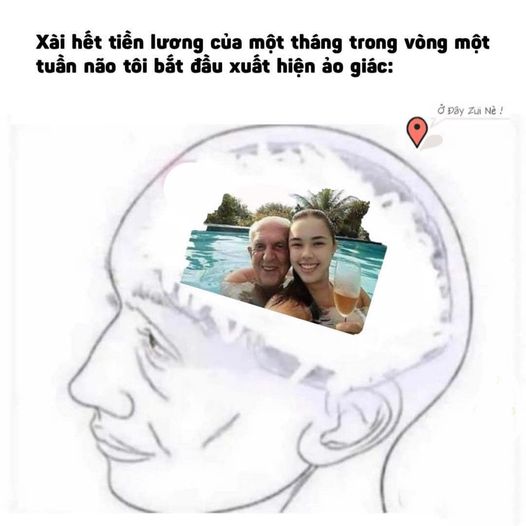 Xài hết tiền lương của một tháng trong vòng một
tuần não tôi bắt đầu xuất hiện ảo giác:
Ở Đây Zui Nè !